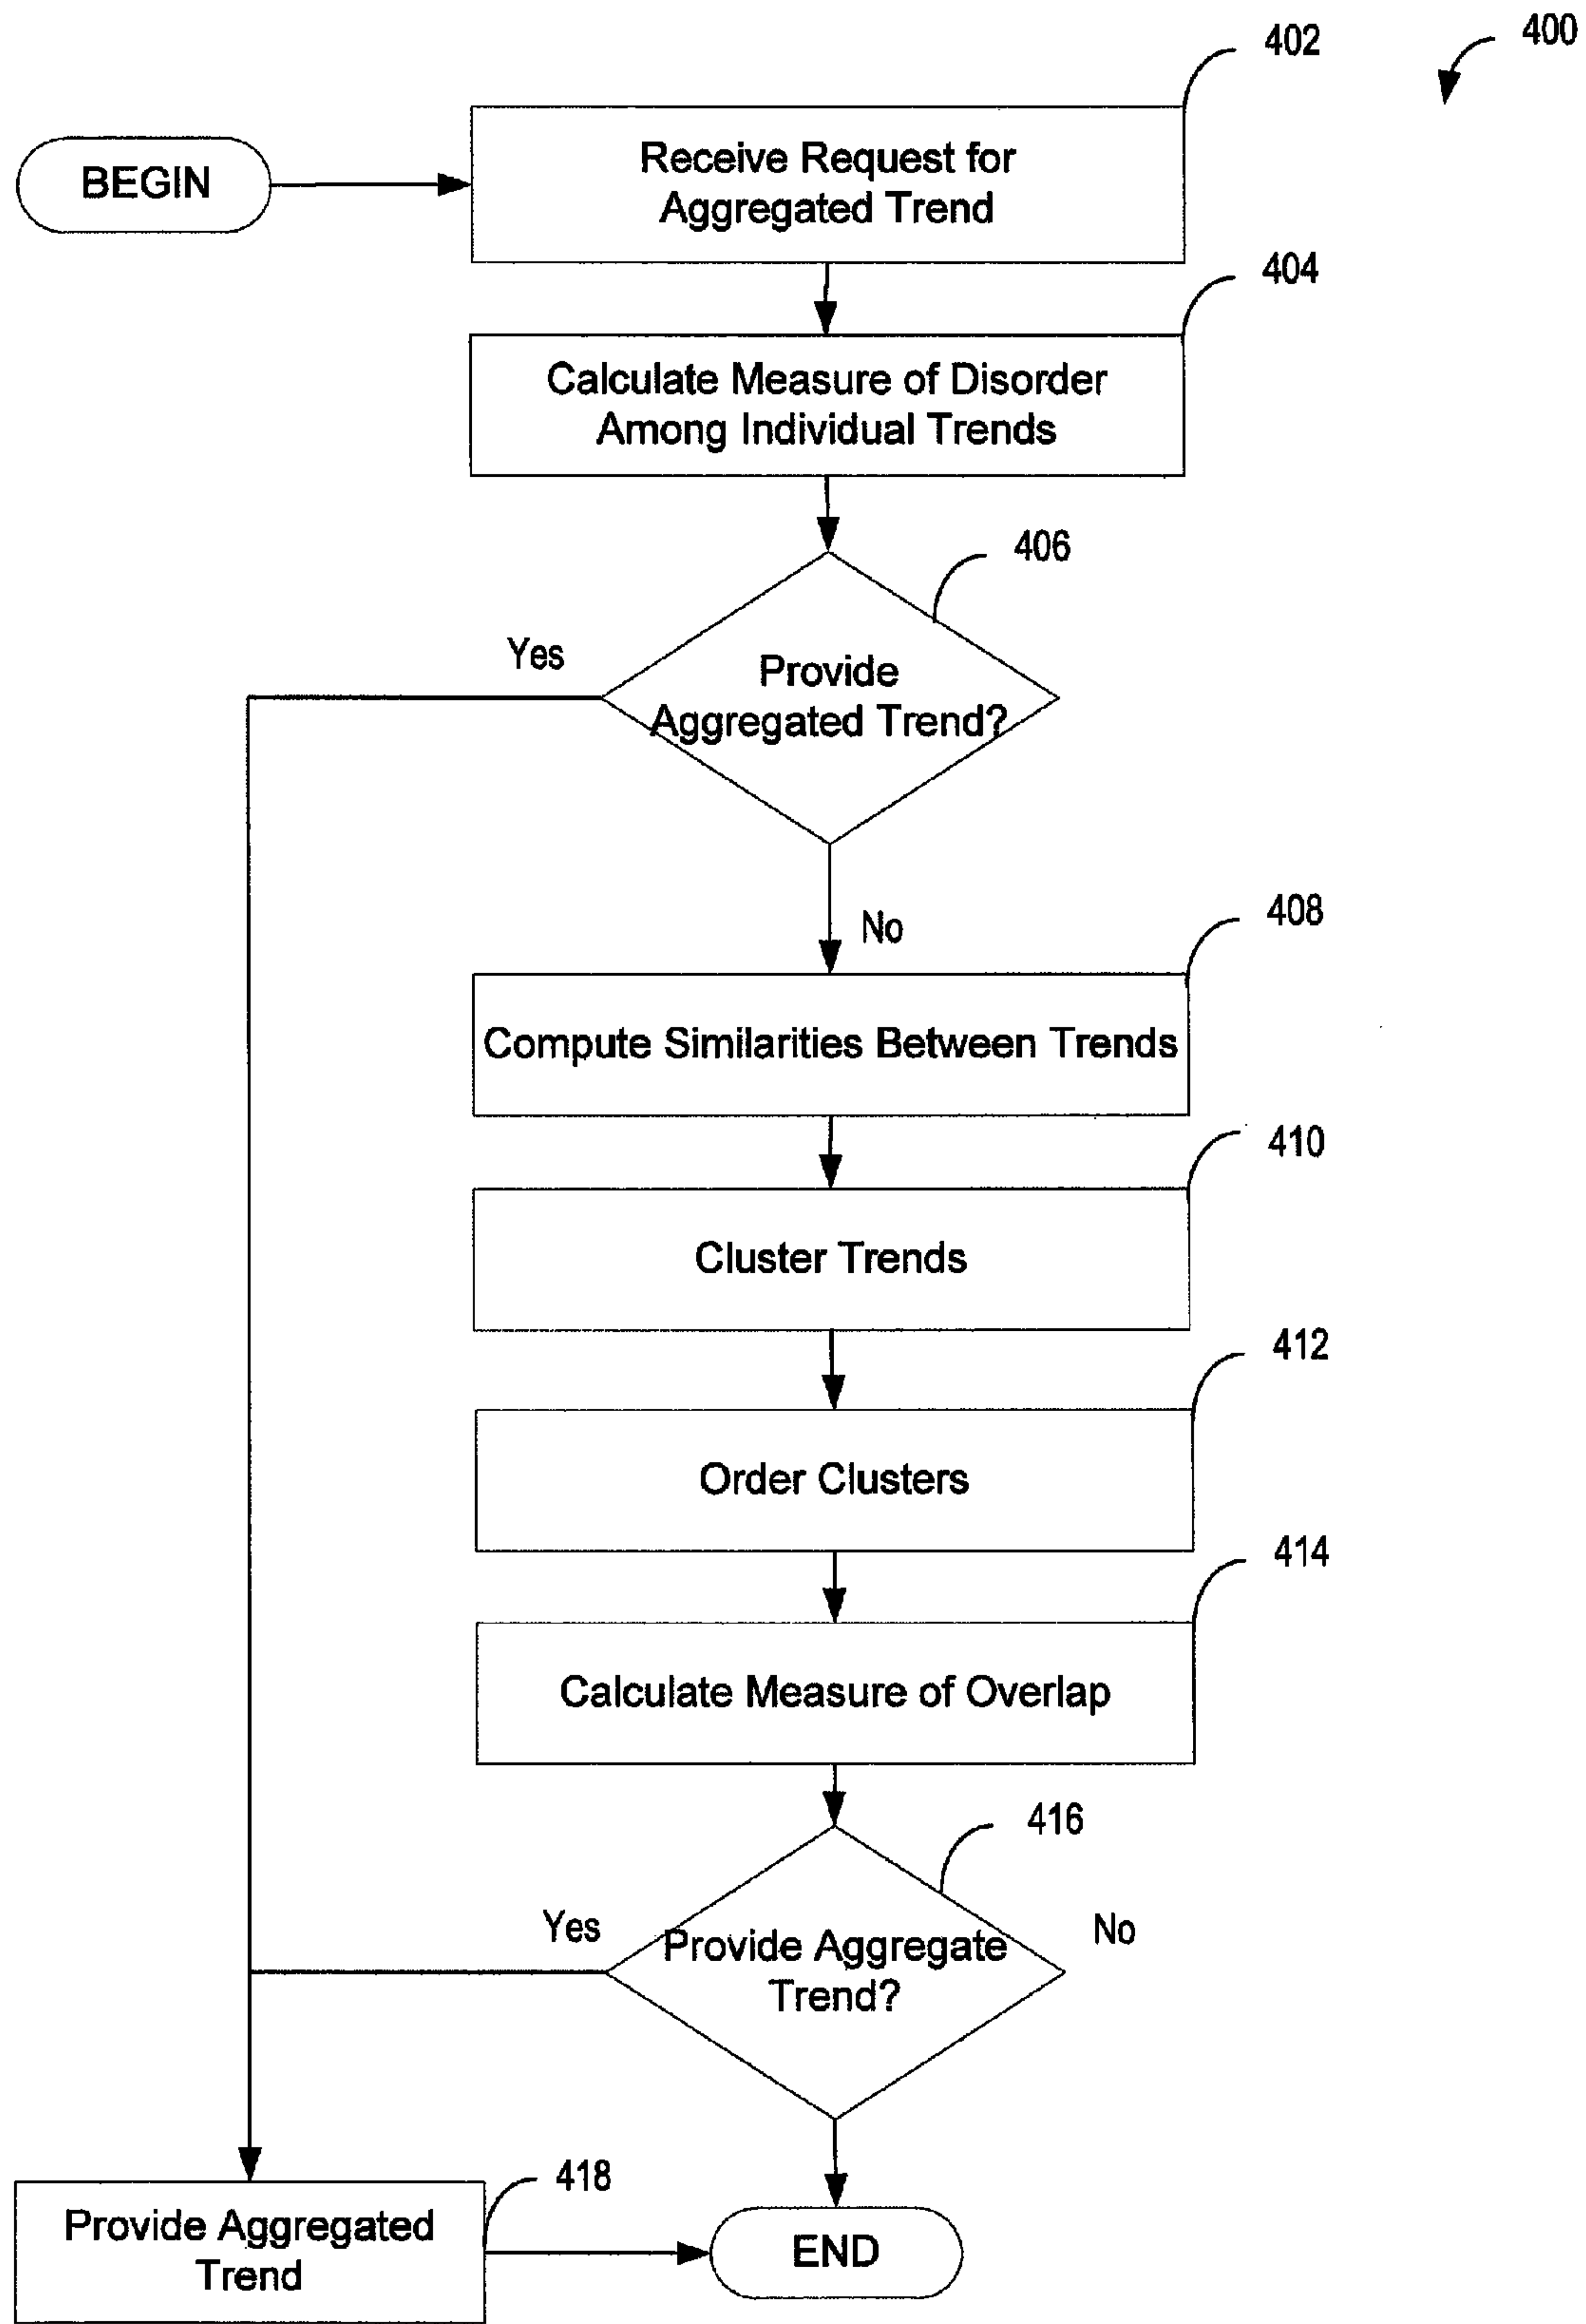 400
402
BEGIN
Receive Request for
Aggregated Trend
404
Calculate Measure of Disorder
Among Individual Trends
406
Yes
Provide
Aggregated Trend?
No
408
Compute Similarities Between Trends
410
Cluster Trends
412
Order Clusters
414
Calculate Measure of Overlap
416
Yes
Provide Aggregate
Trend?
No
418
Provide Aggregated
Trend
END